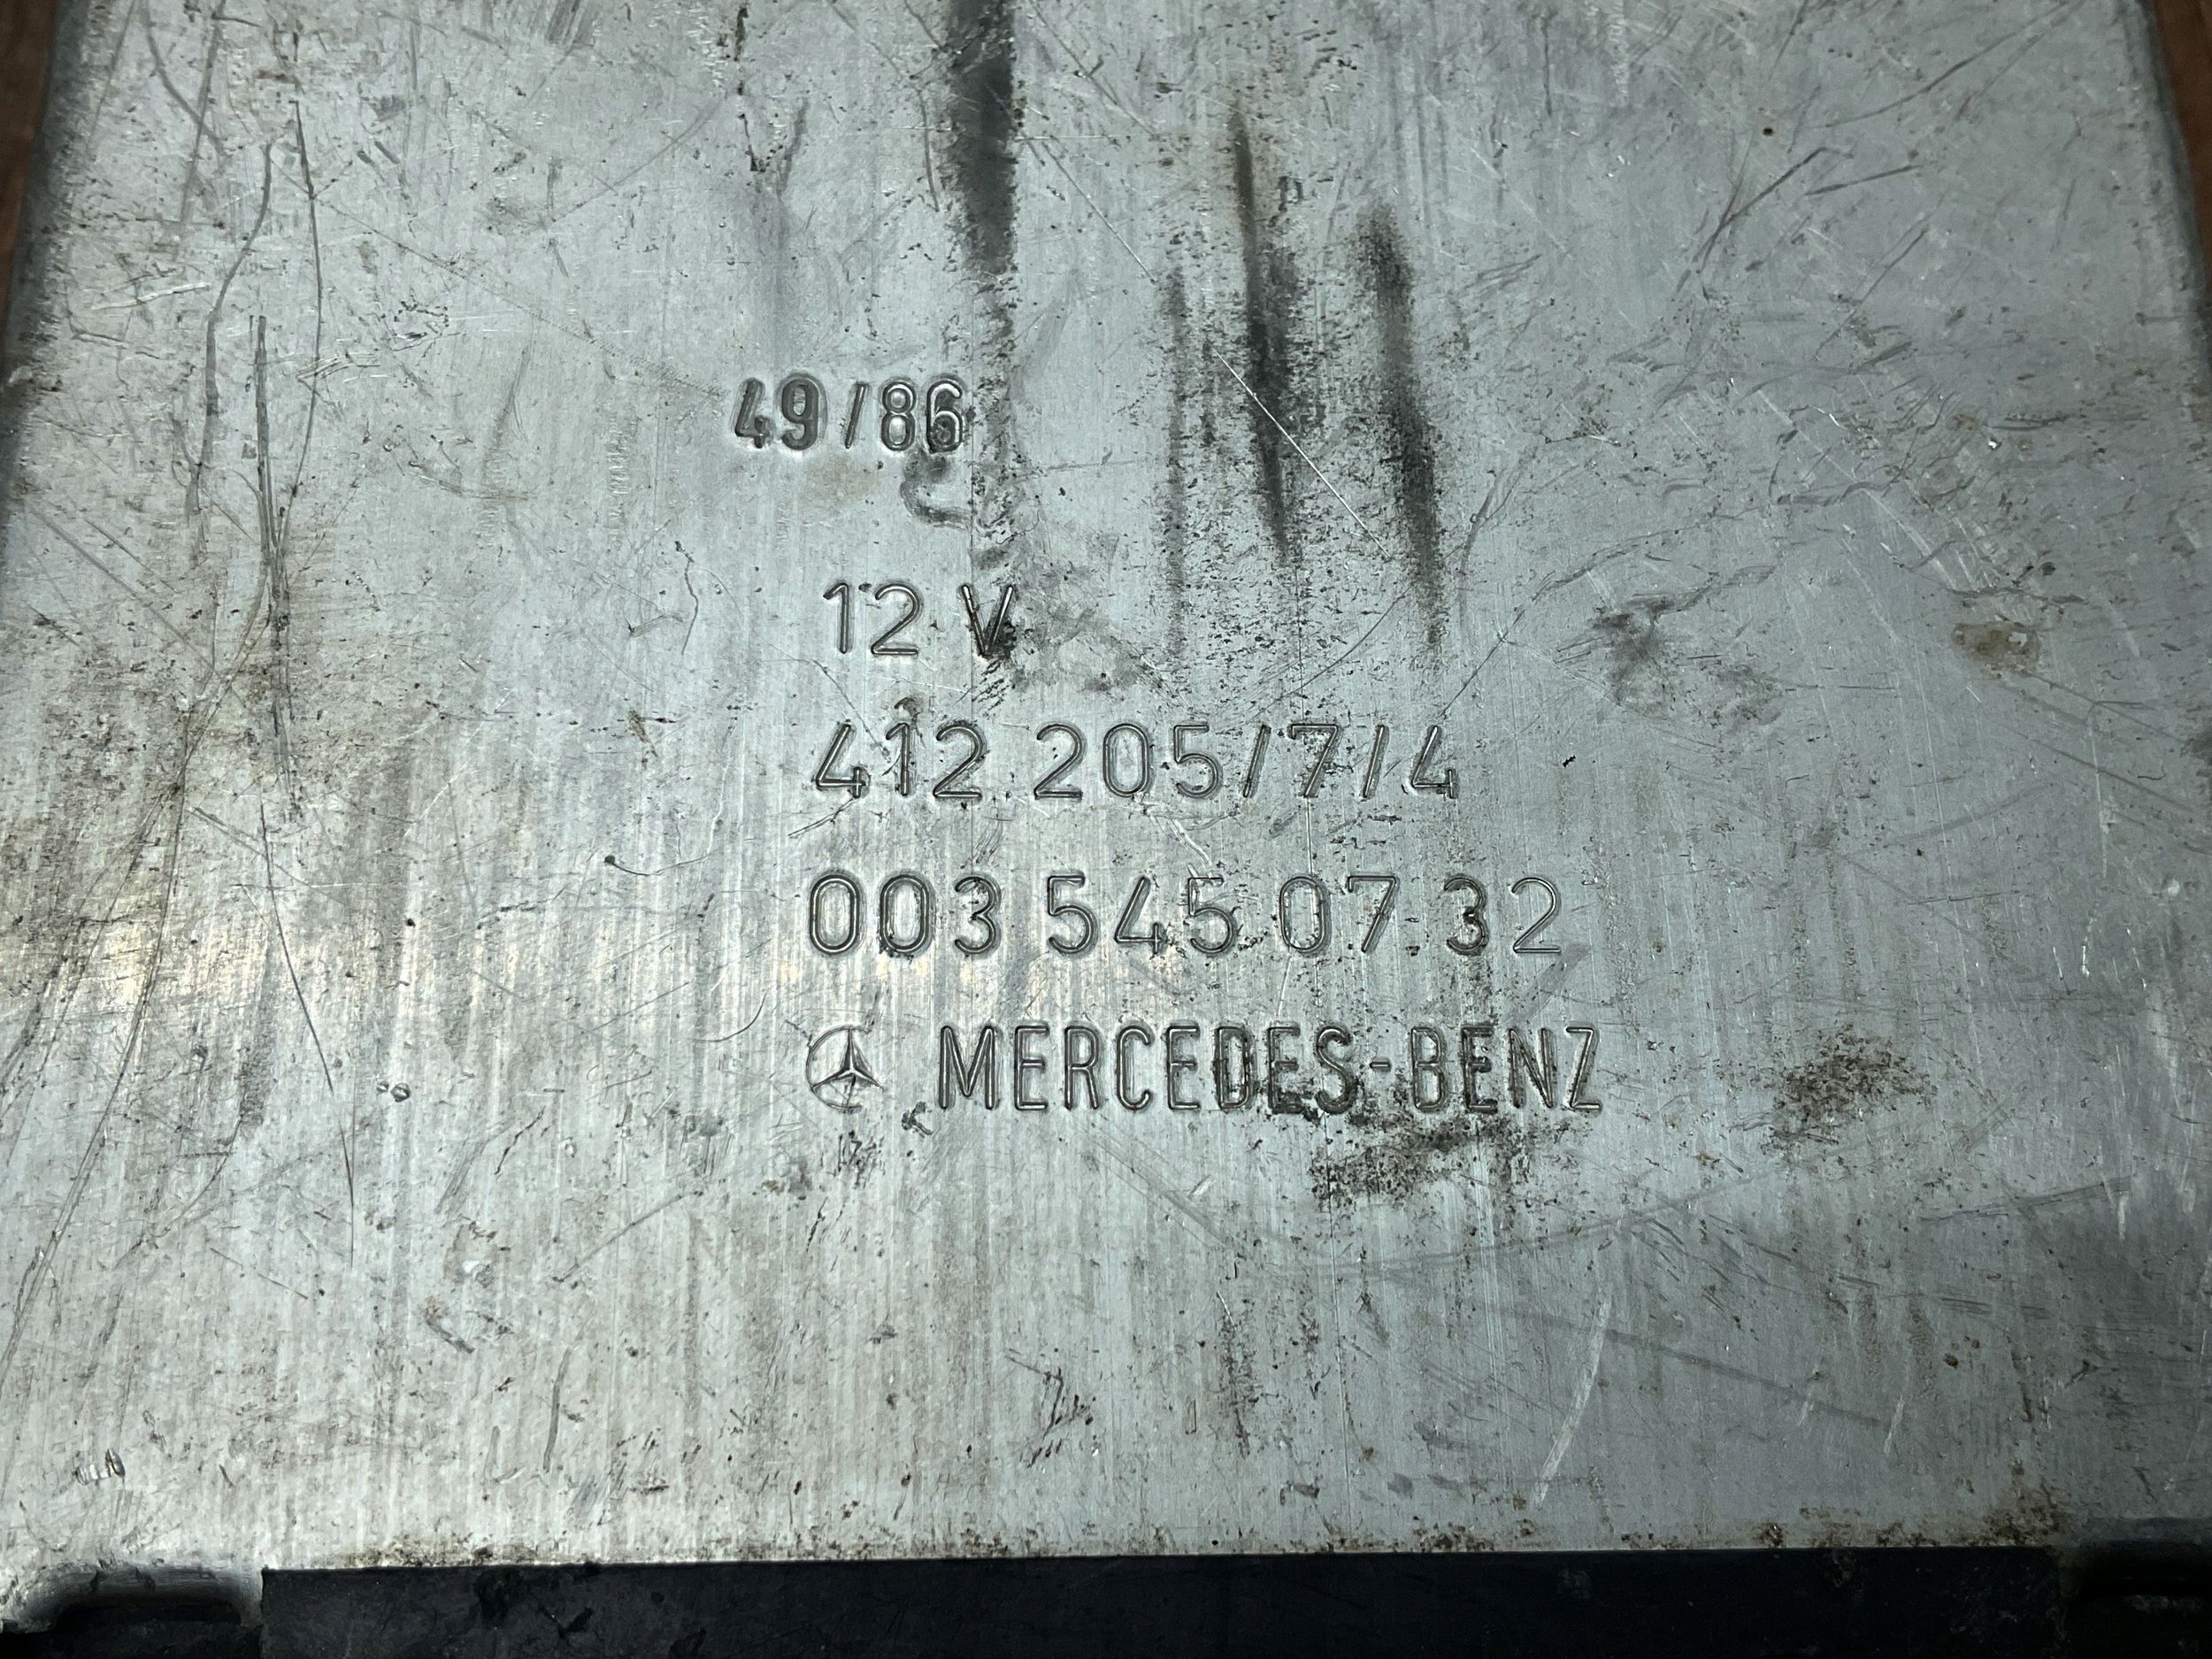 49/86
12 V
412 205/7/4
003 545 07 32
MERCEDES-BENZ